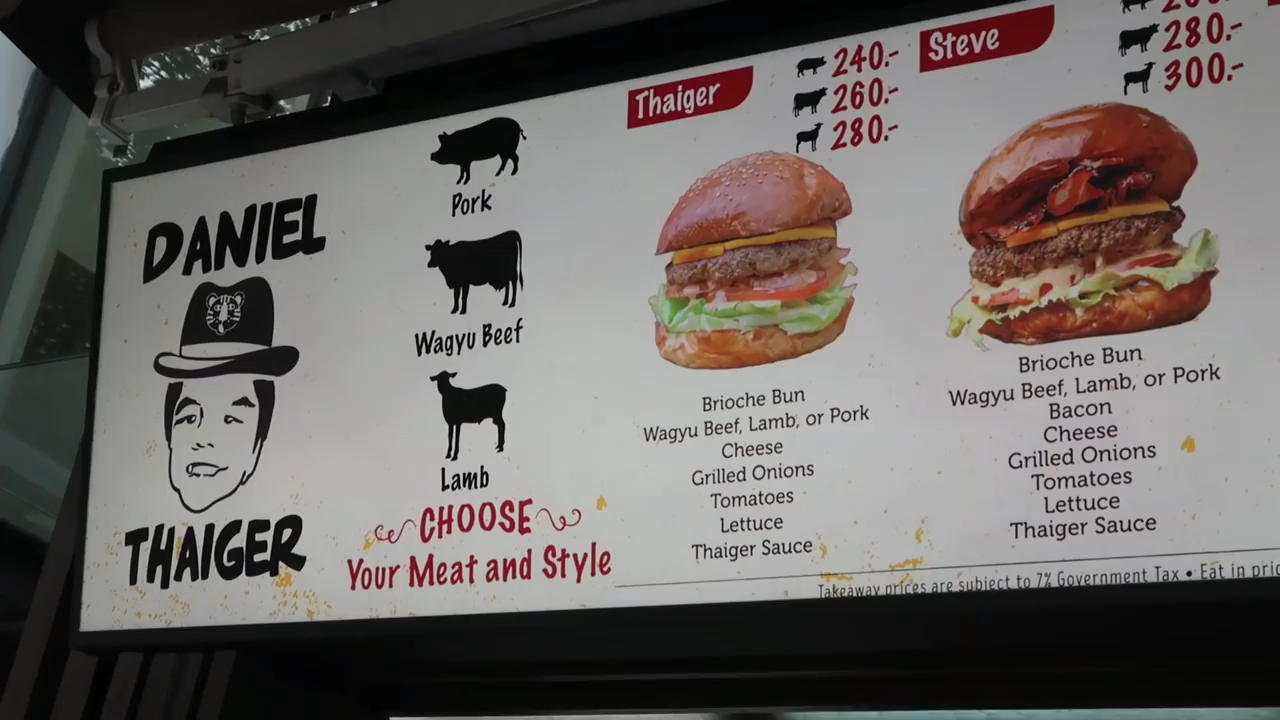 DANIEL
THAIGER
Pork
Wagyu Beef
Lamb
CHOOSE
Your Meat and Style
Thaiger
240.-
260.-
280.-
Brioche Bun
Wagyu Beef, Lamb, or Pork
Cheese
Grilled Onions
Tomatoes
Lettuce
Thaiger Sauce
Steve
280.-
300.-
Brioche Bun
Wagyu Beef, Lamb, or Pork
Bacon
Cheese
Grilled Onions
Tomatoes
Lettuce
Thaiger Sauce
Takeaway prices are subject to 7% Government Tax • Eat in